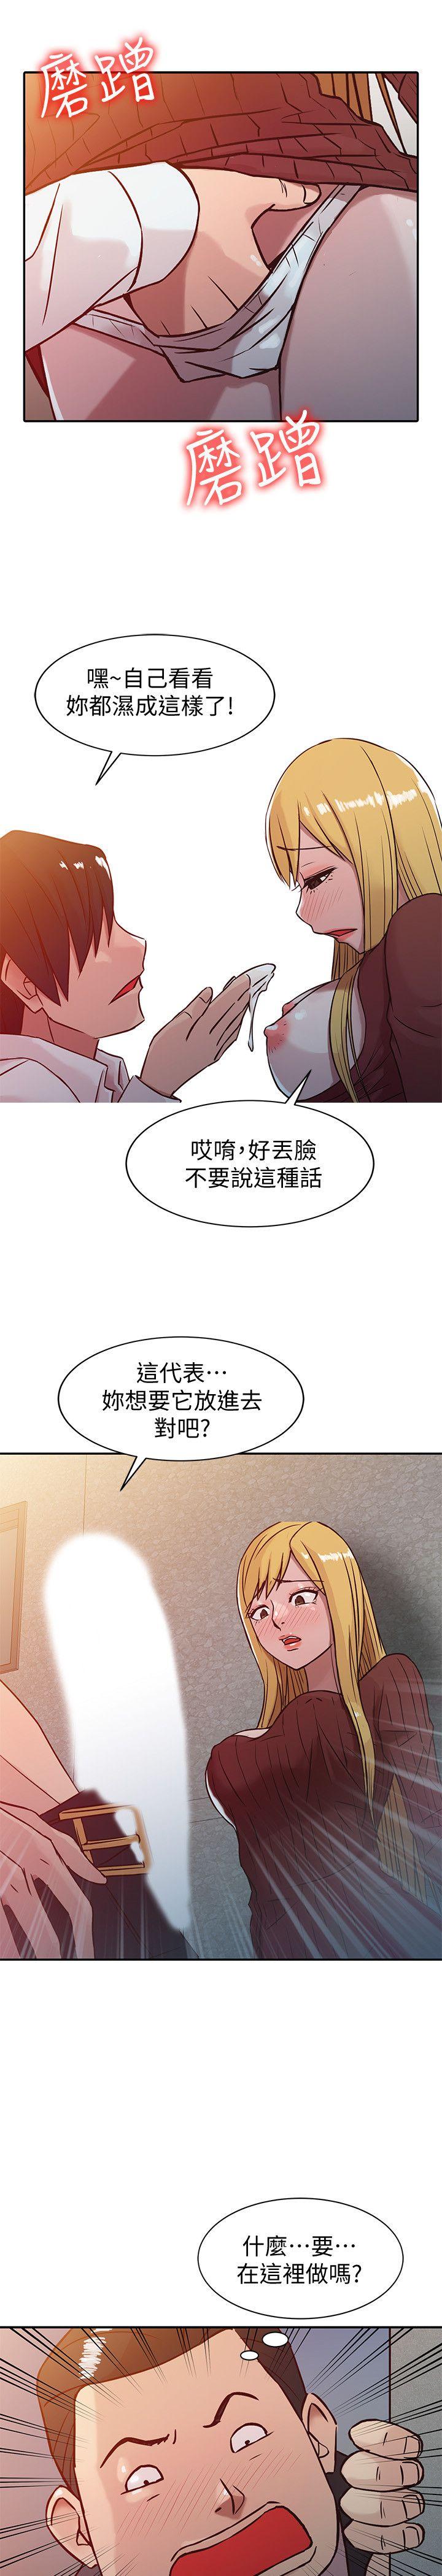 磨蹭
磨蹭
嘿~自己看看
妳都濕成這樣了!
哎唷,好丟臉
不要說這種話
這代表…
妳想要它放進去
對吧?
什麼…要…
在這裡做嗎?